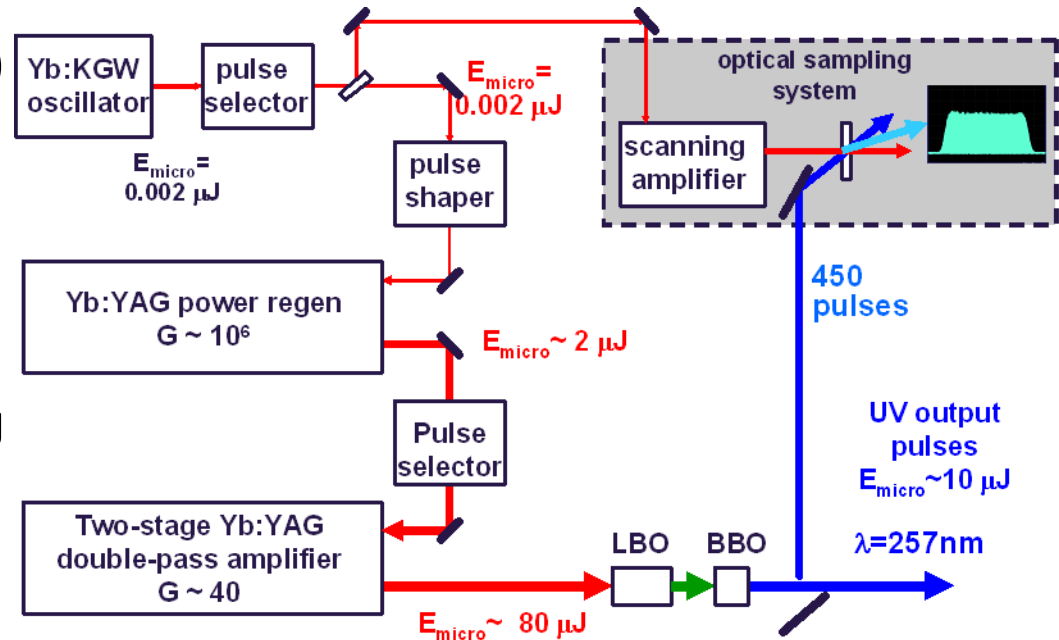 Yb:KGW
oscillator
pulse
selector
E_micro=
0.002 μJ
E_micro=
0.002 μJ
pulse
shaper
optical sampling
system
scanning
amplifier
Yb:YAG power regen
G ~ 10⁶
E_micro~ 2 μJ
450
pulses
Pulse
selector
UV output
pulses
E_micro~10 μJ
Two-stage Yb:YAG
double-pass amplifier
G ~ 40
E_micro~ 80 μJ
LBO
BBO
λ=257nm